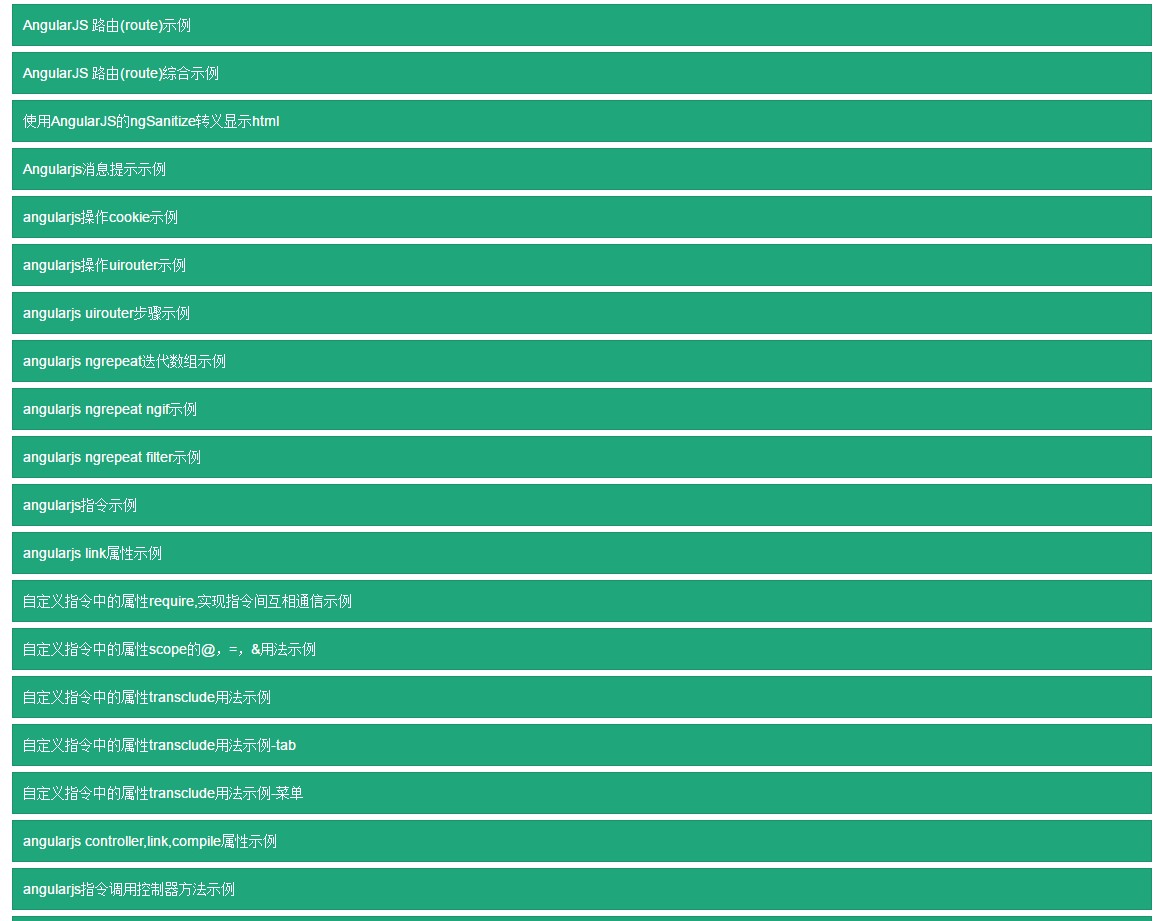 AngularJS 路由(route)示例
AngularJS 路由(route)综合示例
使用AngularJS的ngSanitize转义显示html
Angularjs消息提示示例
angularjs操作cookie示例
angularjs操作uirouter示例
angularjs uirouter步骤示例
angularjs ngrepeat迭代数组示例
angularjs ngrepeat ngif示例
angularjs ngrepeat filter示例
angularjs指令示例
angularjs link属性示例
自定义指令中的属性require,实现指令间互相通信示例
自定义指令中的属性scope的@，=，&用法示例
自定义指令中的属性transclude用法示例
自定义指令中的属性transclude用法示例-tab
自定义指令中的属性transclude用法示例-菜单
angularjs controller,link,compile属性示例
angularjs指令调用控制器方法示例